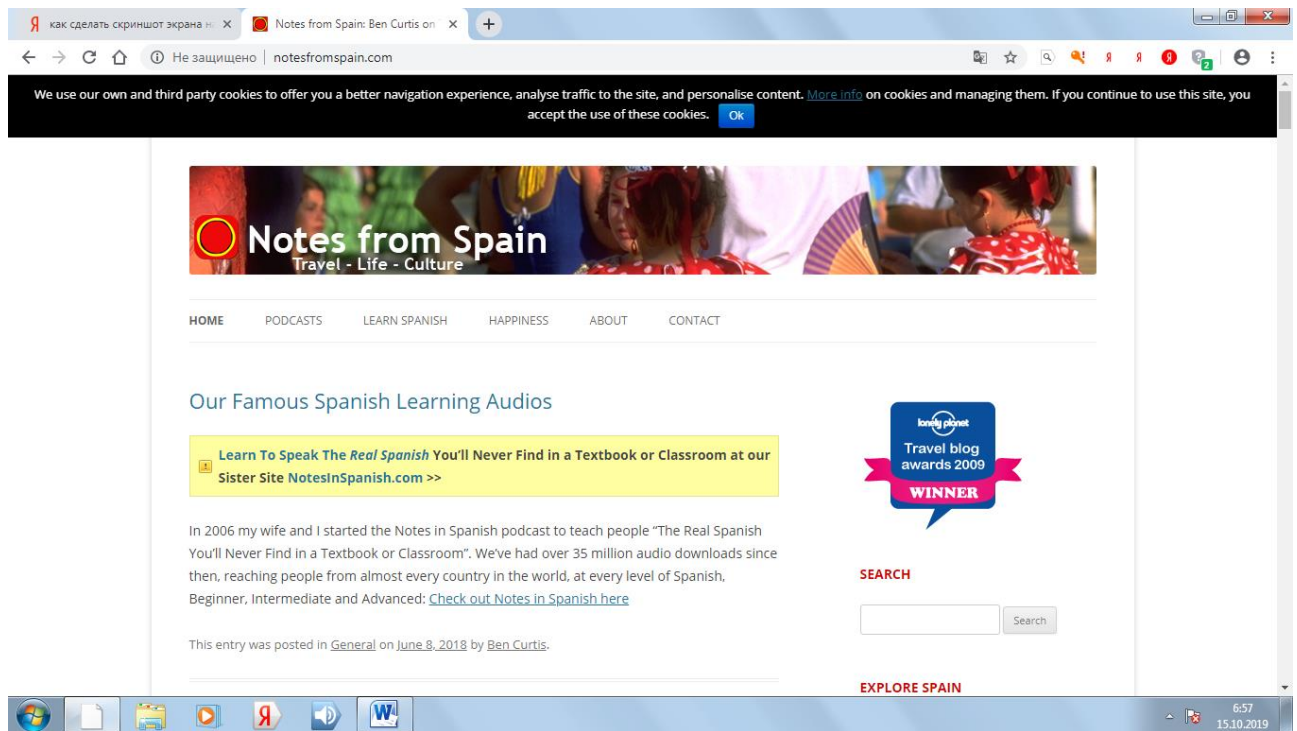 как сделать скриншот экрана н
Notes from Spain: Ben Curtis on
Не защищено | notesfromspain.com
We use our own and third party cookies to offer you a better navigation experience, analyse traffic to the site, and personalise content. More info on cookies and managing them. If you continue to use this site, you
accept the use of these cookies. Ok
Notes from Spain
Travel - Life - Culture
HOME PODCASTS LEARN SPANISH HAPPINESS ABOUT CONTACT
Our Famous Spanish Learning Audios
Learn To Speak The Real Spanish You'll Never Find in a Textbook or Classroom at our
Sister Site NotesInSpanish.com >>
In 2006 my wife and I started the Notes in Spanish podcast to teach people “The Real Spanish
You'll Never Find in a Textbook or Classroom”. We've had over 35 million audio downloads since
then, reaching people from almost every country in the world, at every level of Spanish,
Beginner, Intermediate and Advanced: Check out Notes in Spanish here
This entry was posted in General on June 8, 2018 by Ben Curtis.
lonely planet
Travel blog
awards 2009
WINNER
SEARCH
Search
EXPLORE SPAIN
6:57
15.10.2019